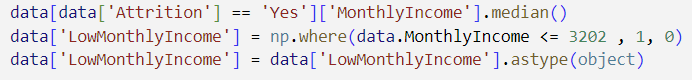 data[data['Attrition'] == 'Yes']['MonthlyIncome'].median()
data['LowMonthlyIncome'] = np.where(data.MonthlyIncome <= 3202 , 1, 0)
data['LowMonthlyIncome'] = data['LowMonthlyIncome'].astype(object)